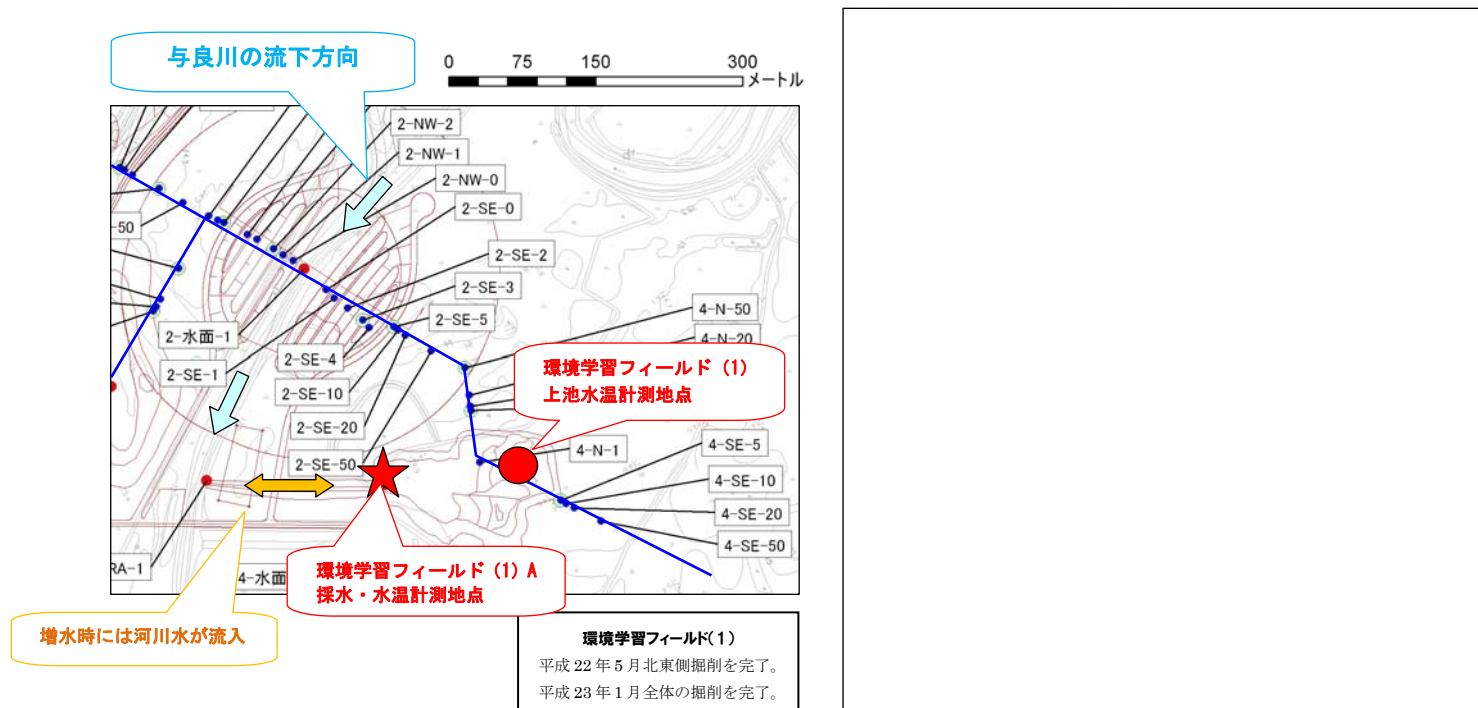 与良川の流下方向
0 75 150 300
メートル
2-NW-2
2-NW-1
2-NW-0
2-SE-0
-50
2-SE-2
2-SE-3
4-N-50
2-SE-5
2-水面-1
4-N-20
2-SE-4
2-SE-1
環境学習フィールド（1）
上池水温計測地点
2-SE-10
2-SE-20
4-SE-5
4-N-1
2-SE-50
4-SE-10
4-SE-20
4-SE-50
RA-1
4-水面
環境学習フィールド（1）A
採水・水温計測地点
増水時には河川水が流入
環境学習フィールド(１)
平成 22 年 5 月北東側掘削を完了。
平成 23 年 1 月全体の掘削を完了。